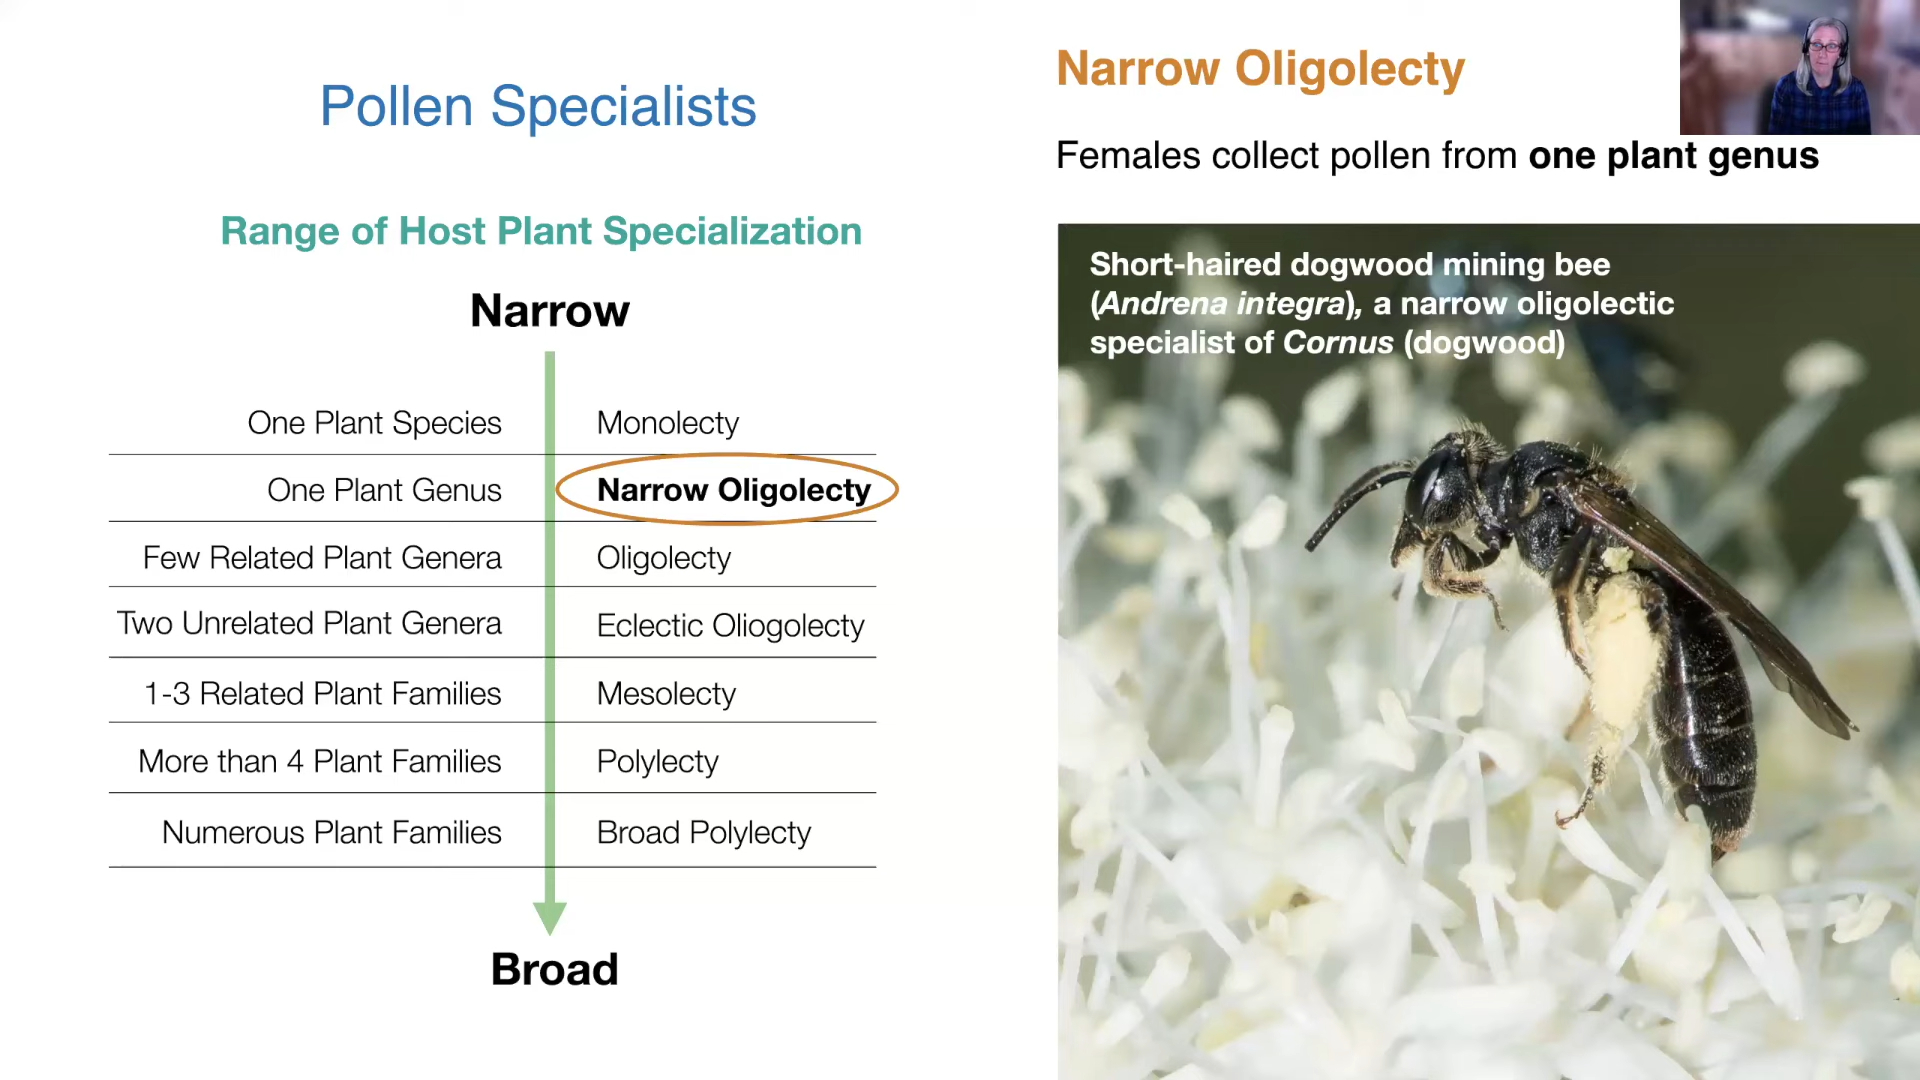 Pollen Specialists
Range of Host Plant Specialization
Narrow
One Plant Species Monolecty
One Plant Genus Narrow Oligolecty
Few Related Plant Genera Oligolecty
Two Unrelated Plant Genera Eclectic Oliogolecty
1-3 Related Plant Families Mesolecty
More than 4 Plant Families Polylecty
Numerous Plant Families Broad Polylecty
Broad
Narrow Oligolecty
Females collect pollen from one plant genus
Short-haired dogwood mining bee
(Andrena integra), a narrow oligolectic
specialist of Cornus (dogwood)